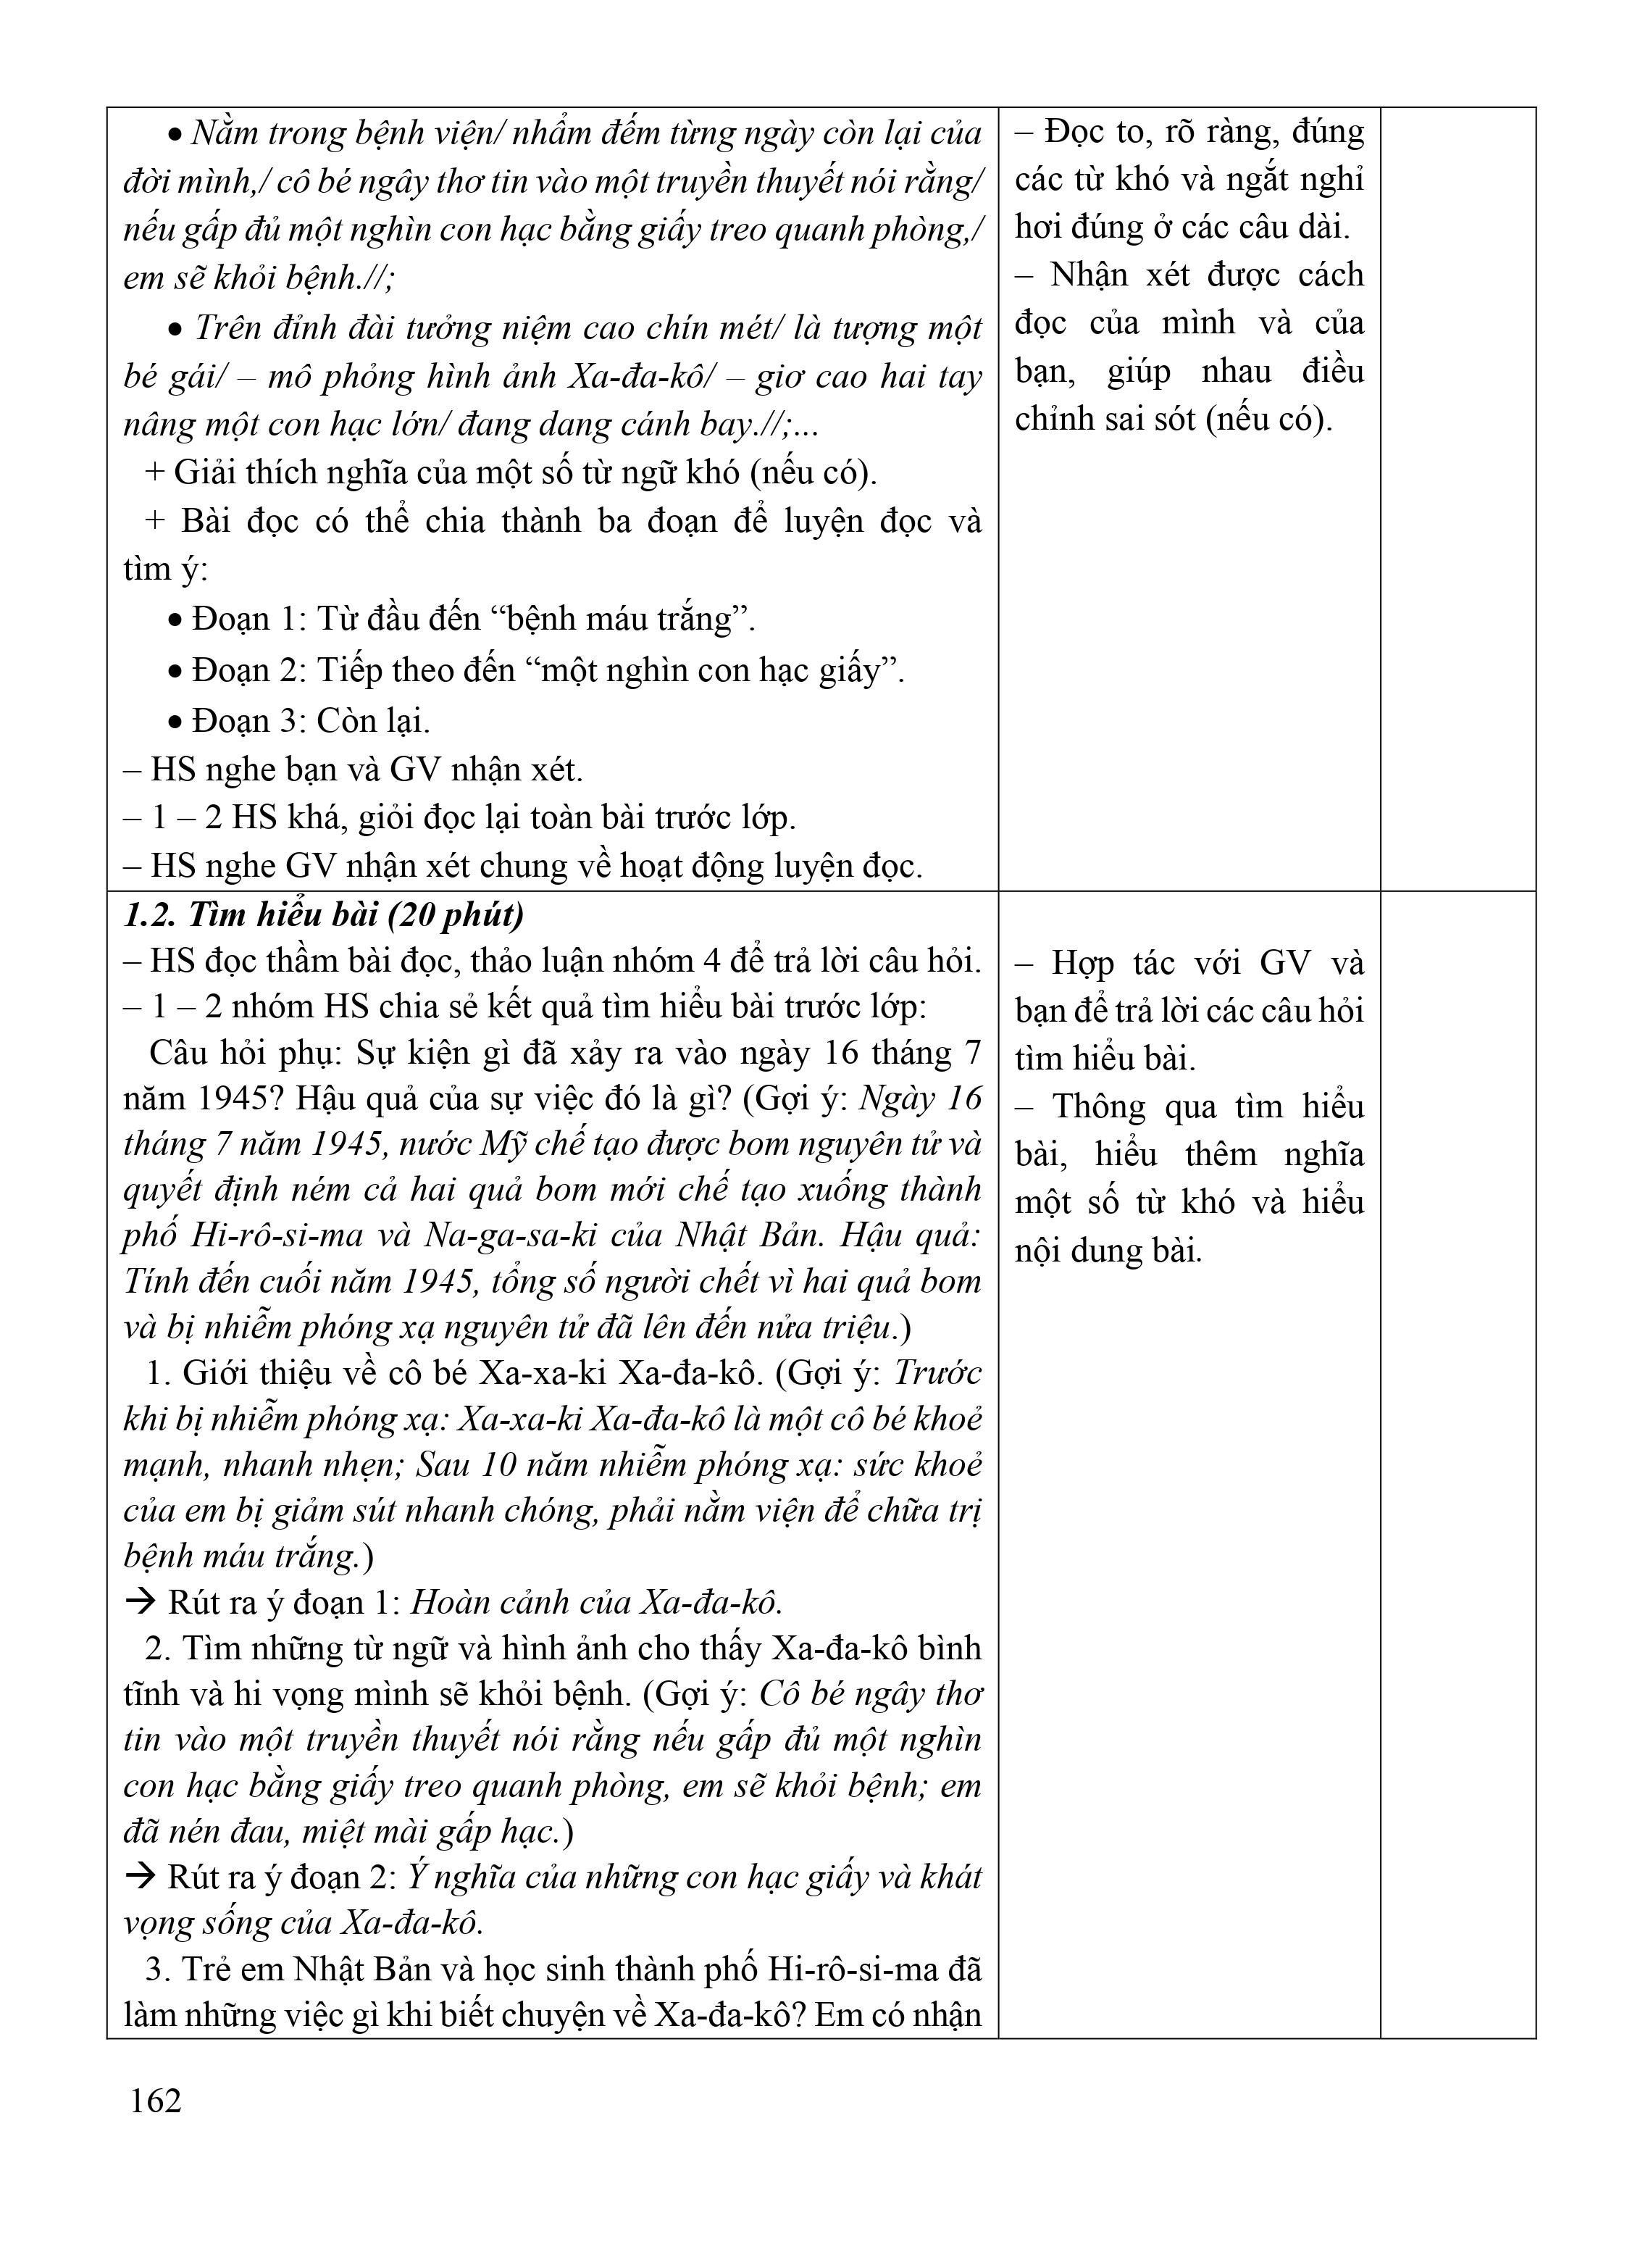 • Nằm trong bệnh viện/ nhẩm đếm từng ngày còn lại của
đời mình,/ cô bé ngây thơ tin vào một truyền thuyết nói rằng/
nếu gấp đủ một nghìn con hạc bằng giấy treo quanh phòng,/
em sẽ khỏi bệnh.//;
• Trên đỉnh đài tưởng niệm cao chín mét/ là tượng một
bé gái/ – mô phỏng hình ảnh Xa-đa-kô/ – giơ cao hai tay
nâng một con hạc lớn/ đang dang cánh bay.//;...
+ Giải thích nghĩa của một số từ ngữ khó (nếu có).
+ Bài đọc có thể chia thành ba đoạn để luyện đọc và
tìm ý:
• Đoạn 1: Từ đầu đến “bệnh máu trắng”.
• Đoạn 2: Tiếp theo đến “một nghìn con hạc giấy”.
• Đoạn 3: Còn lại.
– HS nghe bạn và GV nhận xét.
– 1 – 2 HS khá, giỏi đọc lại toàn bài trước lớp.
– HS nghe GV nhận xét chung về hoạt động luyện đọc.
– Đọc to, rõ ràng, đúng
các từ khó và ngắt nghỉ
hơi đúng ở các câu dài.
– Nhận xét được cách
đọc của mình và của
bạn, giúp nhau điều
chỉnh sai sót (nếu có).
1.2. Tìm hiểu bài (20 phút)
– HS đọc thầm bài đọc, thảo luận nhóm 4 để trả lời câu hỏi.
– 1 – 2 nhóm HS chia sẻ kết quả tìm hiểu bài trước lớp:
Câu hỏi phụ: Sự kiện gì đã xảy ra vào ngày 16 tháng 7
năm 1945? Hậu quả của sự việc đó là gì? (Gợi ý: Ngày 16
tháng 7 năm 1945, nước Mỹ chế tạo được bom nguyên tử và
quyết định ném cả hai quả bom mới chế tạo xuống thành
phố Hi-rô-si-ma và Na-ga-sa-ki của Nhật Bản. Hậu quả:
Tính đến cuối năm 1945, tổng số người chết vì hai quả bom
và bị nhiễm phóng xạ nguyên tử đã lên đến nửa triệu.)
1. Giới thiệu về cô bé Xa-xa-ki Xa-đa-kô. (Gợi ý: Trước
khi bị nhiễm phóng xạ: Xa-xa-ki Xa-đa-kô là một cô bé khoẻ
mạnh, nhanh nhẹn; Sau 10 năm nhiễm phóng xạ: sức khoẻ
của em bị giảm sút nhanh chóng, phải nằm viện để chữa trị
bệnh máu trắng.)
→ Rút ra ý đoạn 1: Hoàn cảnh của Xa-đa-kô.
2. Tìm những từ ngữ và hình ảnh cho thấy Xa-đa-kô bình
tĩnh và hi vọng mình sẽ khỏi bệnh. (Gợi ý: Cô bé ngây thơ
tin vào một truyền thuyết nói rằng nếu gấp đủ một nghìn
con hạc bằng giấy treo quanh phòng, em sẽ khỏi bệnh; em
đã nén đau, miệt mài gấp hạc.)
→ Rút ra ý đoạn 2: Ý nghĩa của những con hạc giấy và khát
vọng sống của Xa-đa-kô.
3. Trẻ em Nhật Bản và học sinh thành phố Hi-rô-si-ma đã
làm những việc gì khi biết chuyện về Xa-đa-kô? Em có nhận
– Hợp tác với GV và
bạn để trả lời các câu hỏi
tìm hiểu bài.
– Thông qua tìm hiểu
bài, hiểu thêm nghĩa
một số từ khó và hiểu
nội dung bài.
162